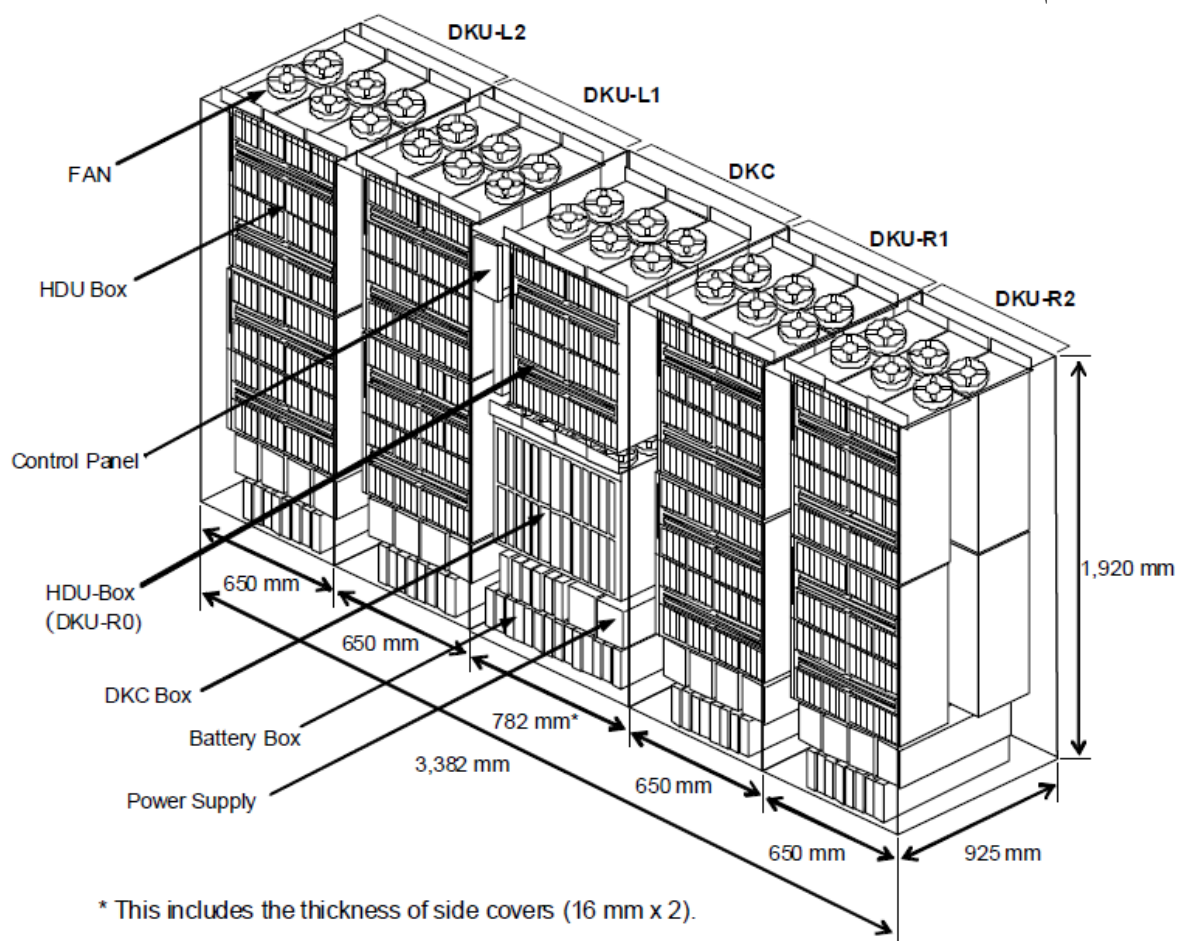 DKU-L2
DKU-L1
DKC
DKU-R1
DKU-R2
FAN
HDU Box
Control Panel
HDU-Box
(DKU-R0)
DKC Box
Battery Box
Power Supply
650 mm
650 mm
782 mm*
3,382 mm
650 mm
650 mm
925 mm
1,920 mm
* This includes the thickness of side covers (16 mm x 2).